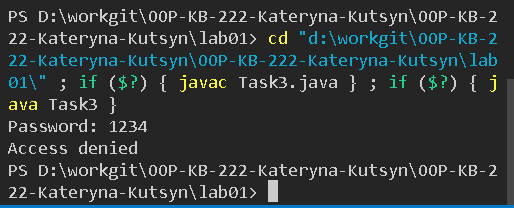 PS D:\workgit\OOP-KB-222-Kateryna-Kutsyn\OOP-KB-2
22-Kateryna-Kutsyn\lab01> cd "d:\workgit\OOP-KB-2
22-Kateryna-Kutsyn\OOP-KB-222-Kateryna-Kutsyn\lab
01\" ; if ($?) { javac Task3.java } ; if ($?) { j
ava Task3 }
Password: 1234
Access denied
PS D:\workgit\OOP-KB-222-Kateryna-Kutsyn\OOP-KB-2
22-Kateryna-Kutsyn\lab01>